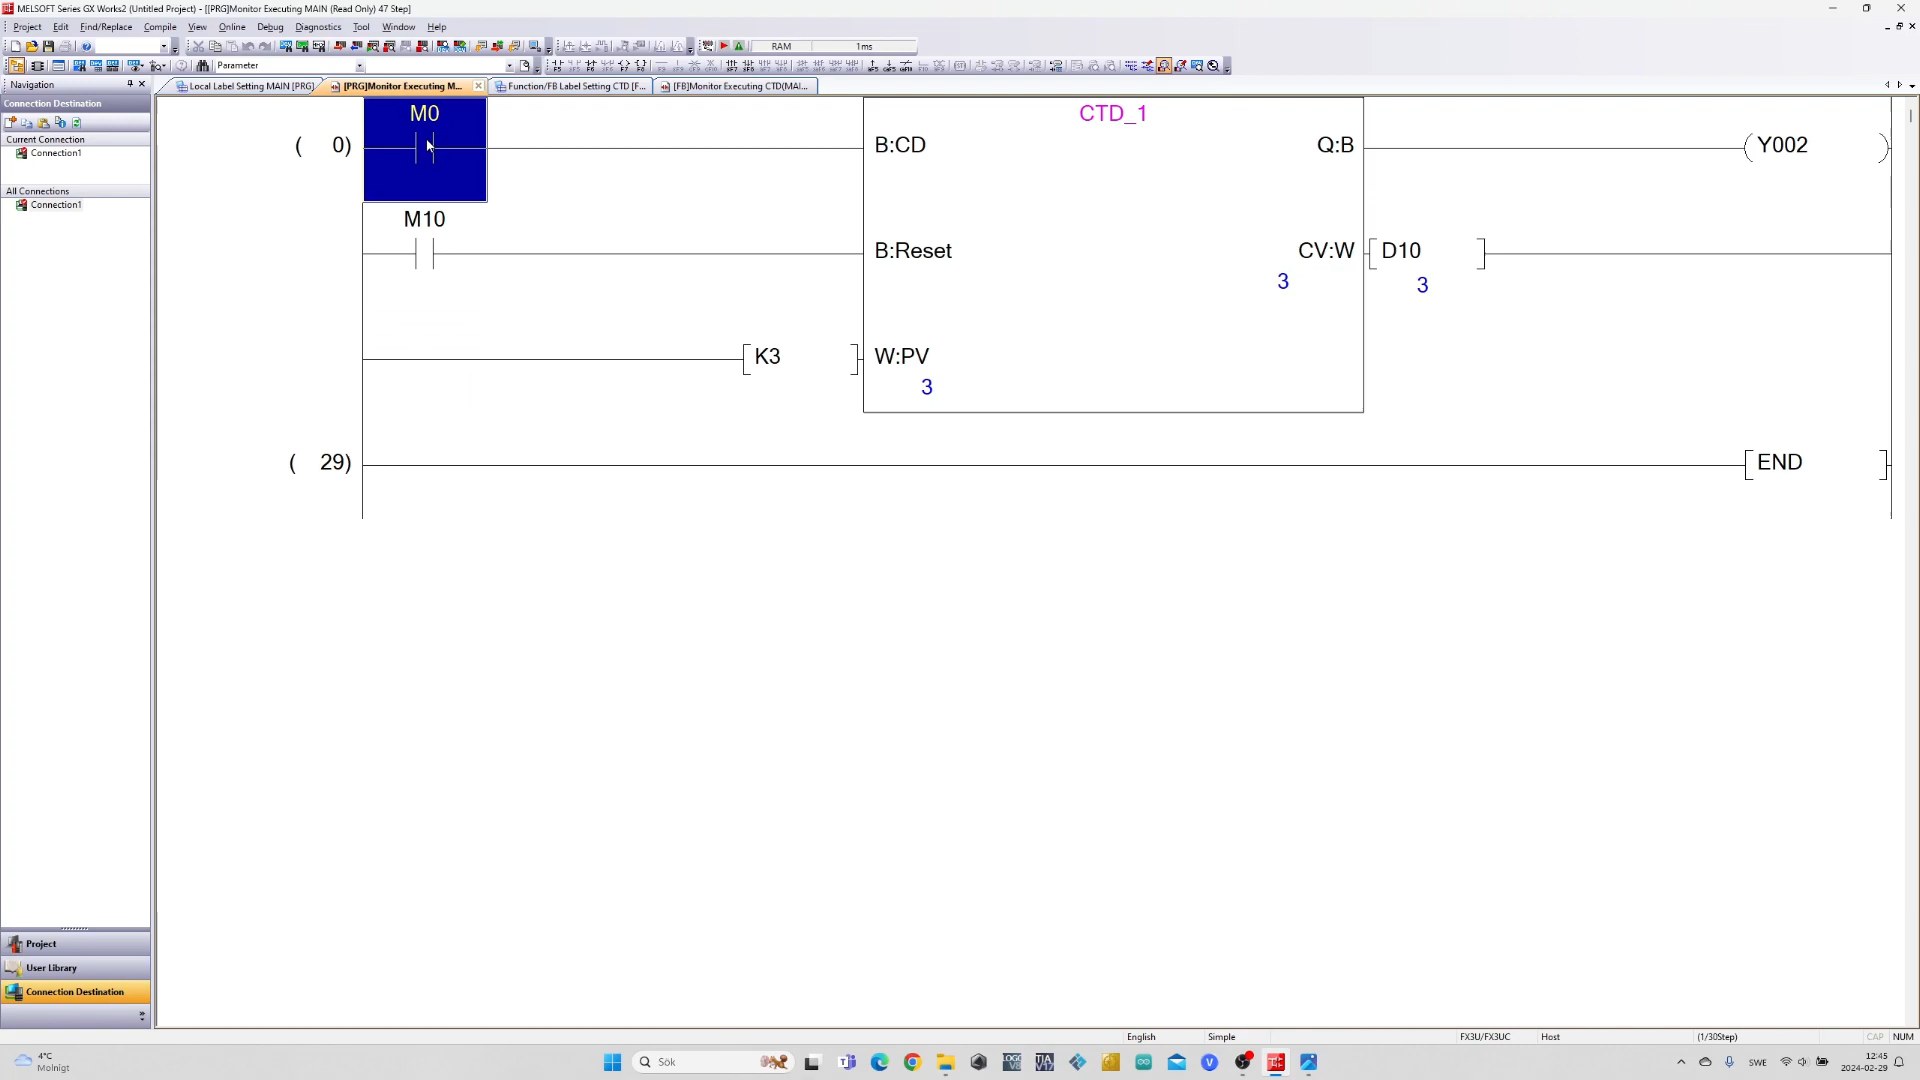 MELSOFT Series GX Works2 (Untitled Project) - [[PRG]Monitor Executing MAIN (Read Only) 47 Step]
Project Edit Find/Replace Compile View Online Debug Diagnostics Tool Window Help
RAM 1ms
Parameter
Navigation
Local Label Setting MAIN [PRG]
[PRG]Monitor Executing M...
Function/FB Label Setting CTD [F...
[FB]Monitor Executing CTD(MAI...
Connection Destination
Current Connection
Connection1
All Connections
Connection1
M0
CTD_1
( 0)
B:CD
Q:B
Y002
M10
B:Reset
CV:W
D10
3
3
K3
W:PV
3
( 29)
END
Project
User Library
Connection Destination
English
Simple
FX3U/FX3UC
Host
(1/30Step)
CAP
NUM
4°C
Molnigt
Sök
SWE
12:45
2024-02-29